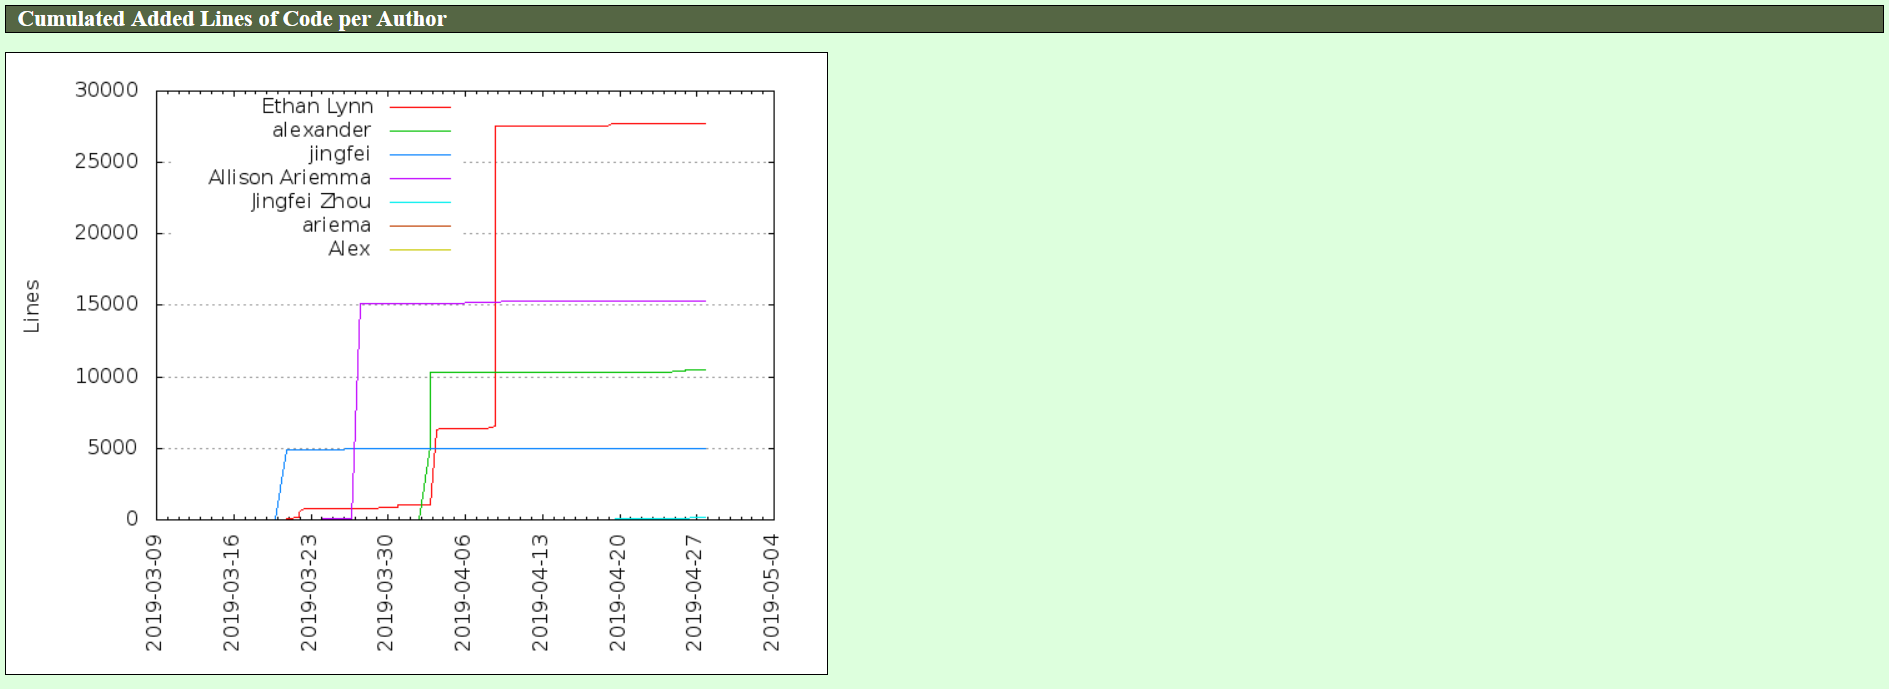 Cumulated Added Lines of Code per Author
30000
25000
20000
15000
10000
5000
0
Lines
Ethan Lynn
alexander
jingfei
Allison Ariemma
Jingfei Zhou
ariema
Alex
2019-03-09
2019-03-16
2019-03-23
2019-03-30
2019-04-06
2019-04-13
2019-04-20
2019-04-27
2019-05-04